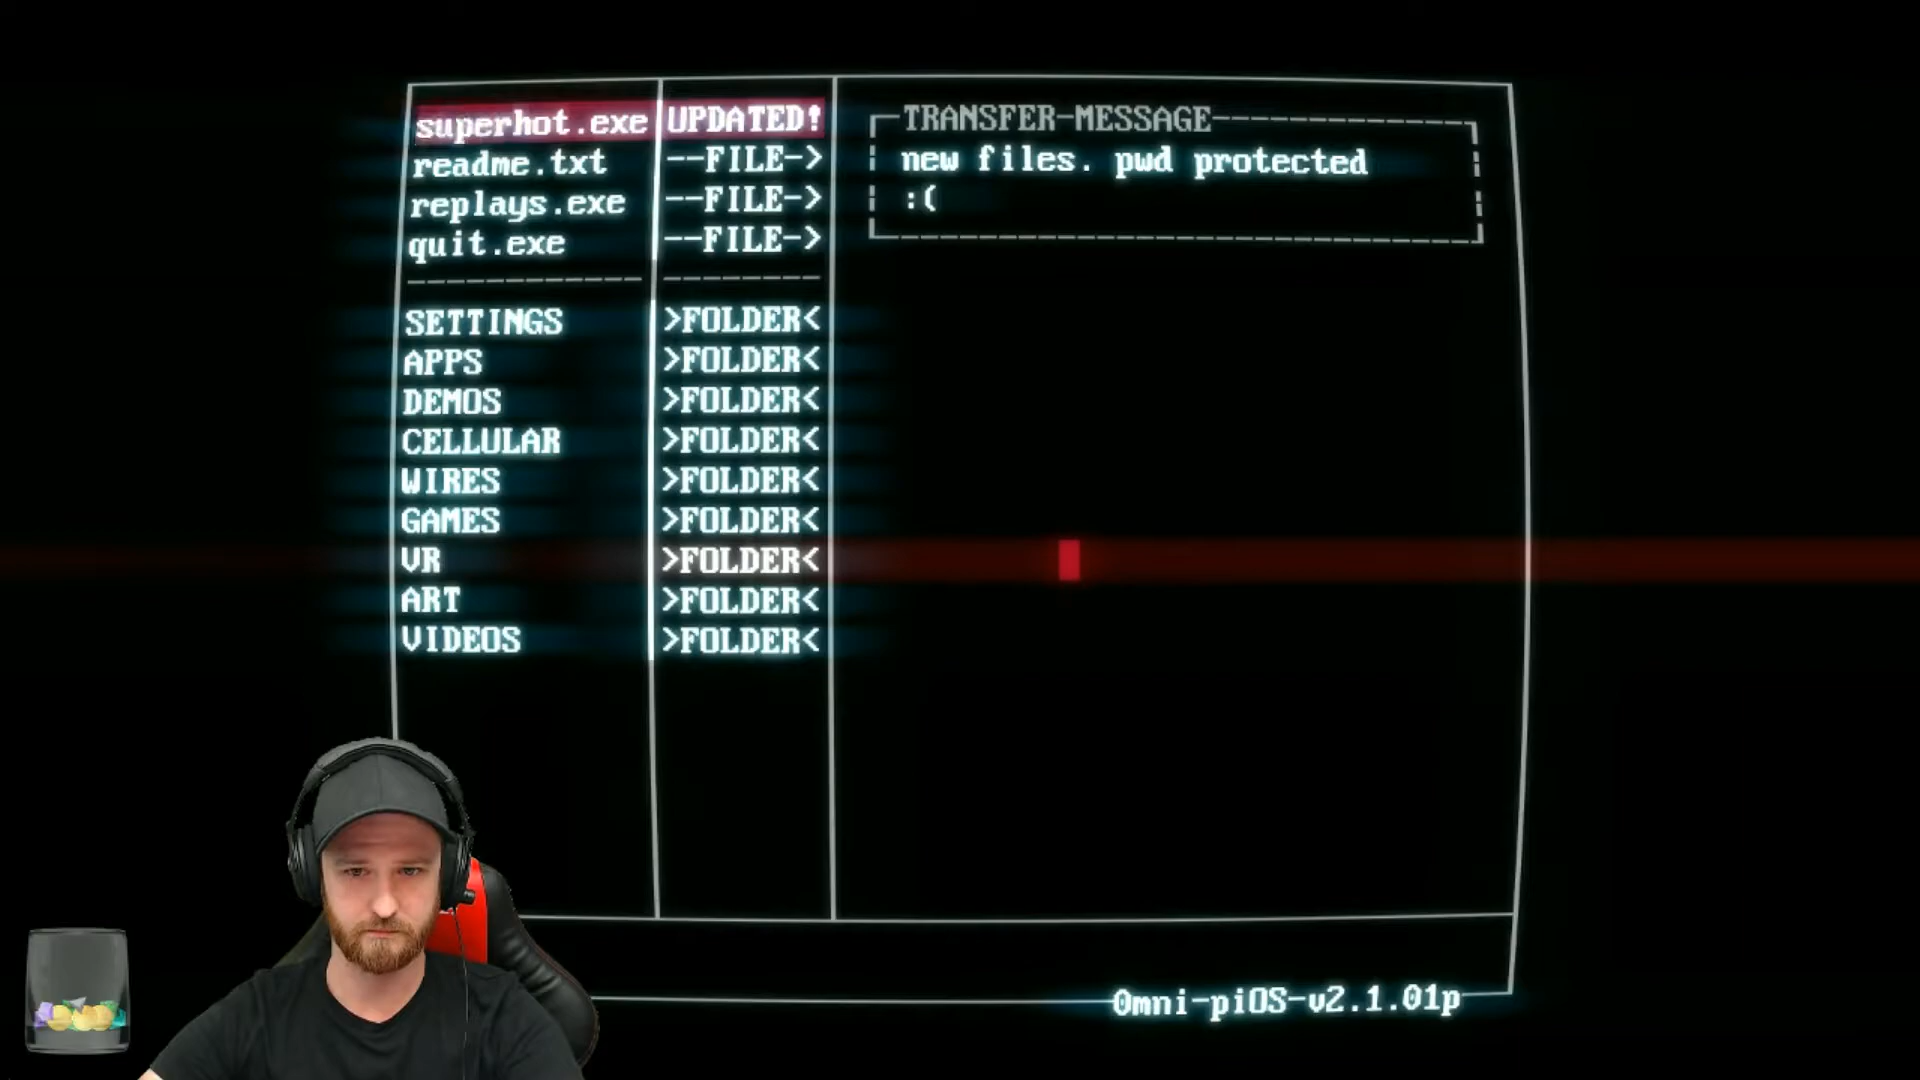 superhot.exe UPDATED!
readme.txt --FILE->
replays.exe --FILE->
quit.exe --FILE->
SETTINGS >FOLDER<
APPS >FOLDER<
DEMOS >FOLDER<
CELLULAR >FOLDER<
WIRES >FOLDER<
GAMES >FOLDER<
VR >FOLDER<
ART >FOLDER<
VIDEOS >FOLDER<
TRANSFER-MESSAGE
new files. pwd protected
:(
0mni-piOS-v2.1.01p